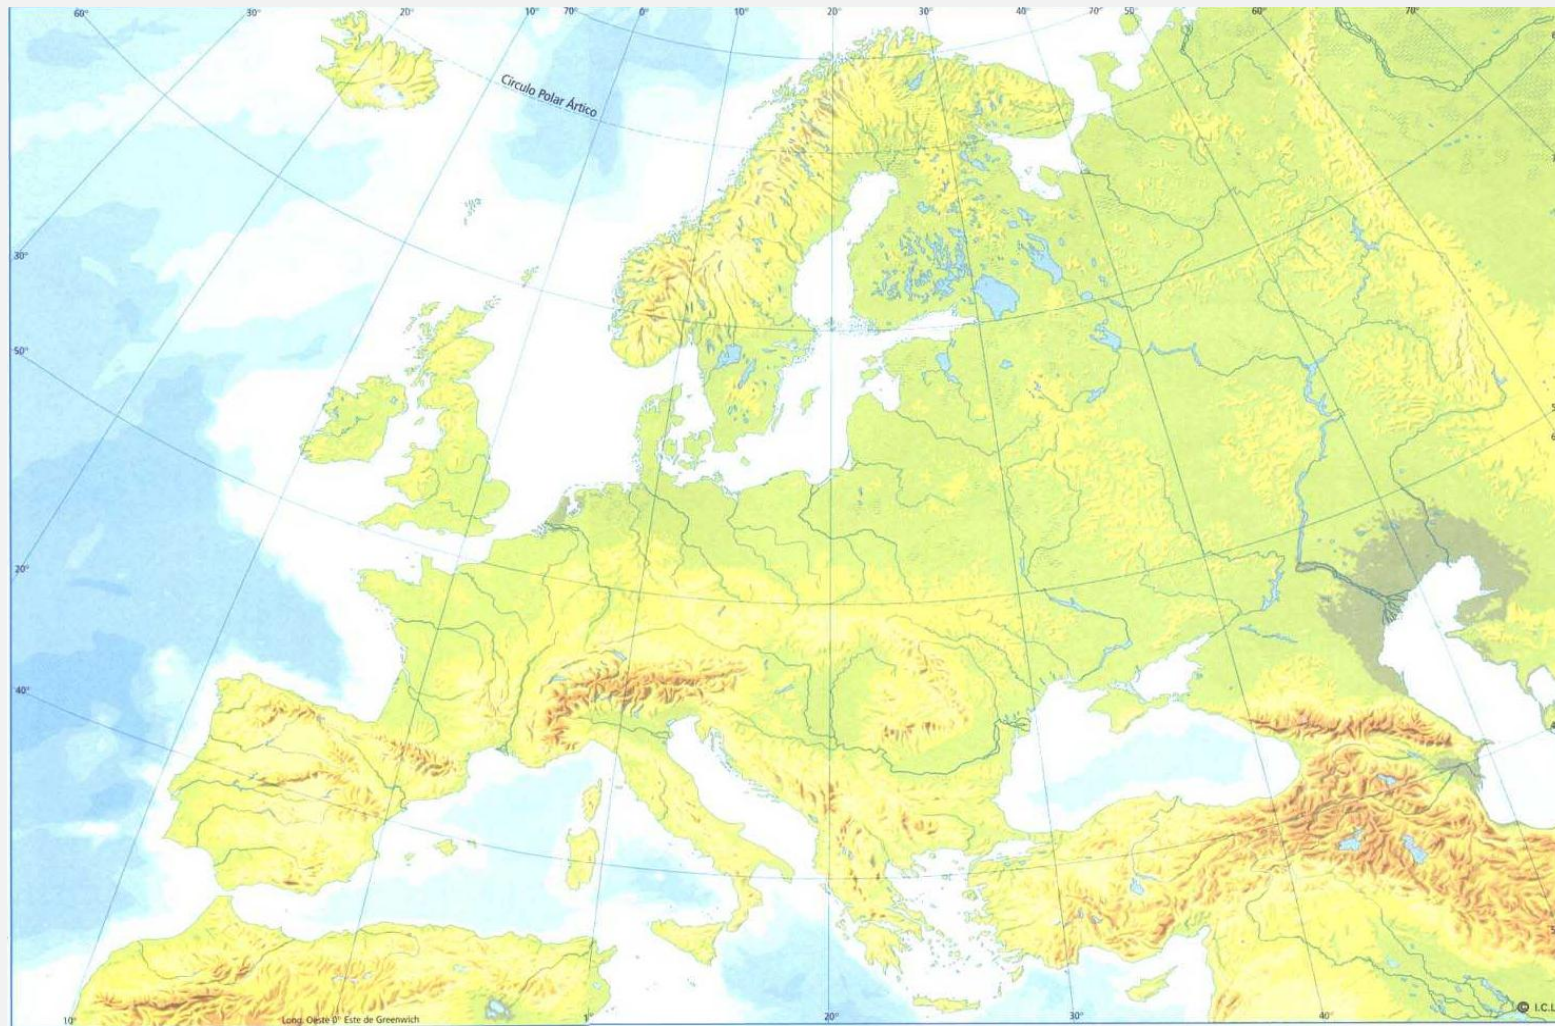 60° 30° 20° 10° 70° 0° 10° 20° 30° 40° 70° 50° 60° 70°
Círculo Polar Ártico
30°
50°
20°
40°
10° Long. Oeste 0° Este de Greenwich 20° 30° 40°
© I.C.L